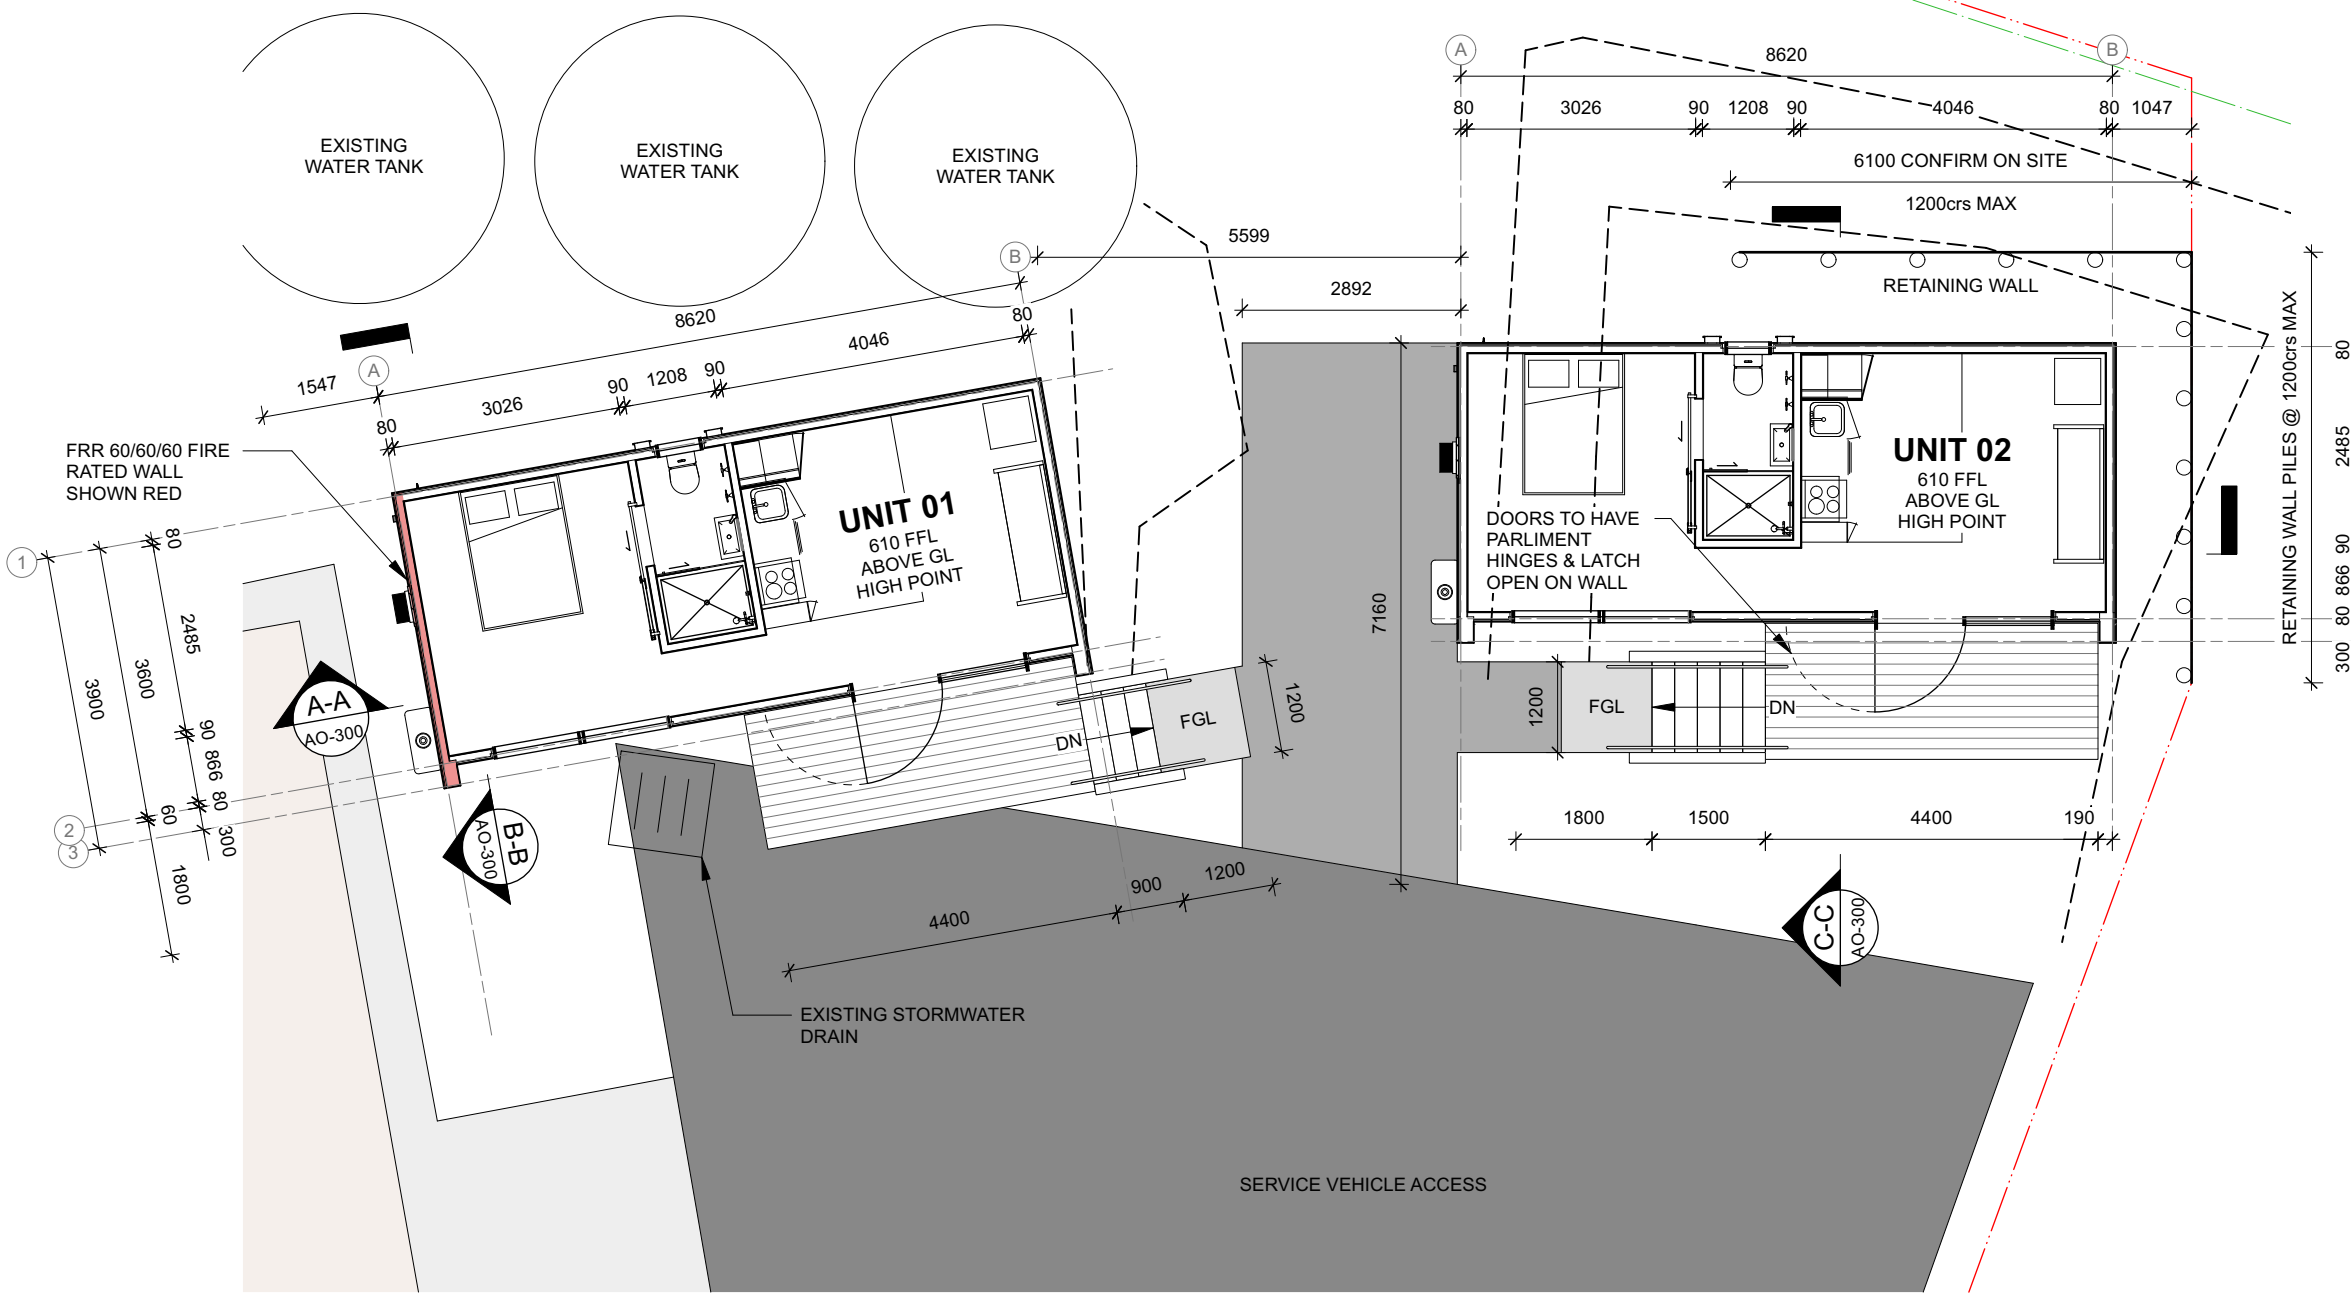 A
B
8620
80
3026
90
1208
90
4046
80
1047
EXISTING
WATER TANK
EXISTING
WATER TANK
EXISTING
WATER TANK
6100 CONFIRM ON SITE
1200crs MAX
5599
B
2892
RETAINING WALL
8620
80
4046
A
1547
90
1208
90
3026
80
FRR 60/60/60 FIRE
RATED WALL
SHOWN RED
UNIT 01
610 FFL
ABOVE GL
HIGH POINT
UNIT 02
610 FFL
ABOVE GL
HIGH POINT
DOORS TO HAVE
PARLIMENT
HINGES & LATCH
OPEN ON WALL
RETAINING WALL PILES @ 1200crs MAX
80
2485
90
866
80
300
1
80
2485
3600
3900
90
866
80
60
300
1800
2
3
7160
A-A
AO-300
B-B
AO-300
DN
FGL
1200
1200
FGL
DN
1800
1500
4400
190
4400
900
1200
C-C
AO-300
EXISTING STORMWATER
DRAIN
SERVICE VEHICLE ACCESS